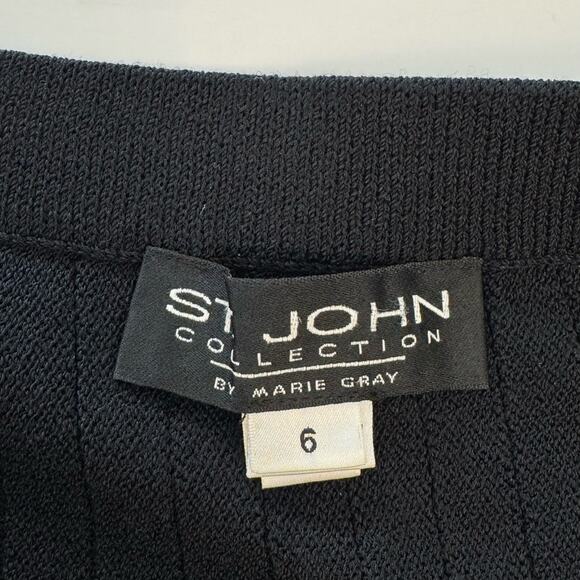 ST. JOHN
COLLECTION
BY MARIE GRAY
6